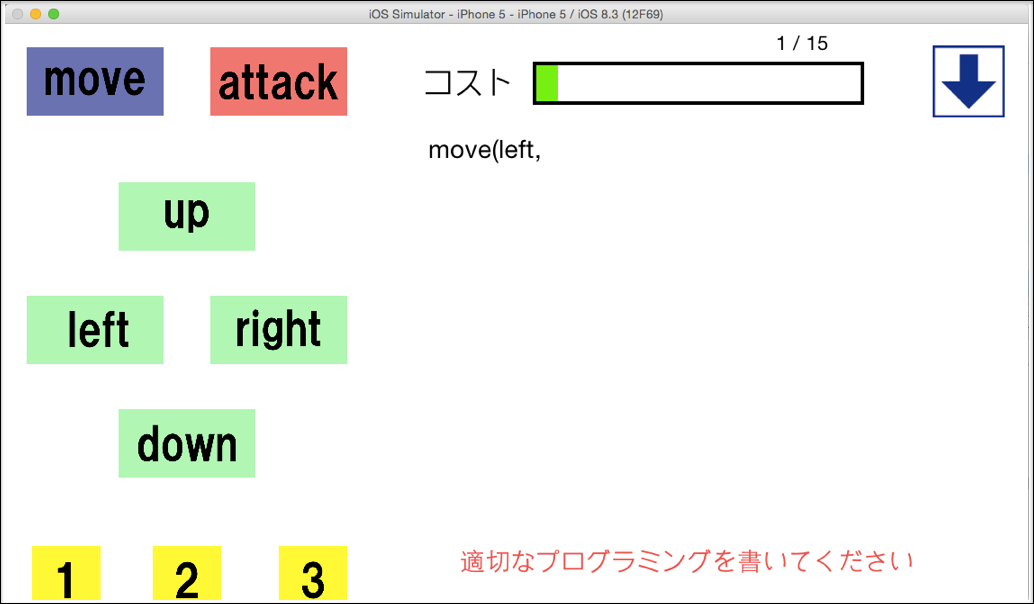 iOS Simulator - iPhone 5 - iPhone 5 / iOS 8.3 (12F69)
move attack
コスト
1 / 15
move(left,
up
left right
down
1 2 3
適切なプログラミングを書いてください